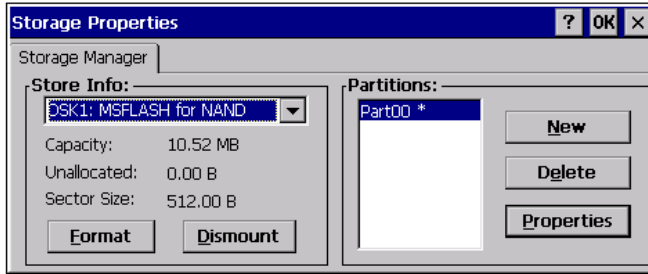 Storage Properties ? OK ×
Storage Manager
Store Info:
DSK1: MSFLASH for NAND
Capacity: 10.52 MB
Unallocated: 0.00 B
Sector Size: 512.00 B
Format Dismount
Partitions:
Part00 *
New
Delete
Properties